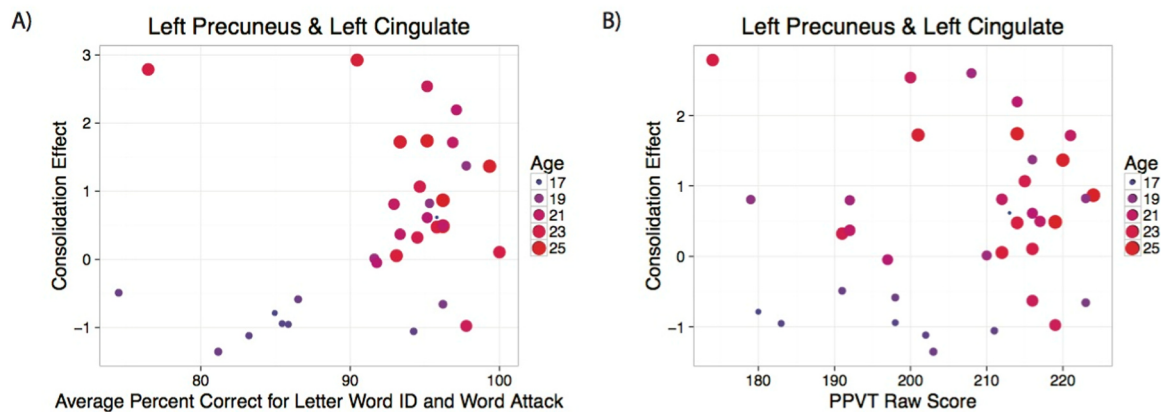 A)
Left Precuneus & Left Cingulate
Consolidation Effect
3
2
1
0
−1
80
90
100
Average Percent Correct for Letter Word ID and Word Attack
Age
17
19
21
23
25
B)
Left Precuneus & Left Cingulate
Consolidation Effect
2
1
0
−1
180
190
200
210
220
PPVT Raw Score
Age
17
19
21
23
25